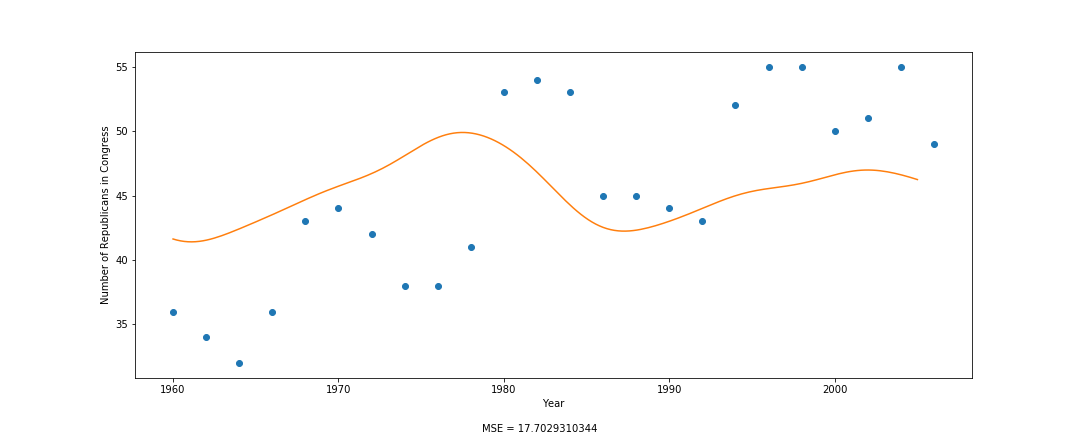 55
50
45
40
35
Number of Republicans in Congress
1960 1970 1980 1990 2000
Year
MSE = 17.7029310344